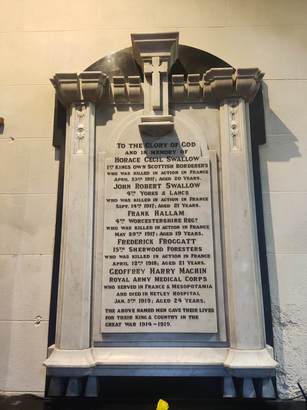 To the Glory of God
and in memory of
Horace Cecil Swallow
1st Kings Own Scottish Borderers
who was killed in action in France
April 23rd 1917; aged 20 years.
John Robert Swallow
4th Yorks & Lancs
who was killed in action in France
Sept. 14th 1917; aged 21 years.
Frank Hallam
4th Worcestershire Regt
who was killed in action in France
May 29th 1917; aged 19 years.
Frederick Froggatt
15th Sherwood Foresters
who was killed in action in France
April 12th 1918; aged 21 years.
Geoffrey Harry Machin
Royal Army Medical Corps
who served in France & Mesopotamia
and died in Netley Hospital
Jan. 5th 1919; aged 24 years.
The above named men gave their lives
for their King & Country in the
Great War 1914-1919.